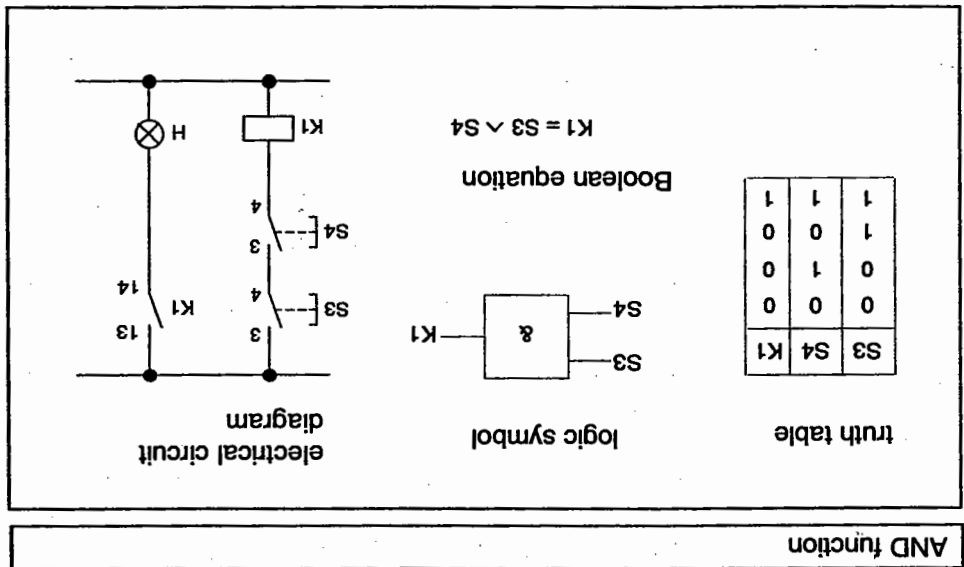 AND function
truth table
S3 S4 K1
0 0 0
0 1 0
1 0 0
1 1 1
logic symbol
S3
S4
&
K1
Boolean equation
K1 = S3 ∧ S4
electrical circuit
diagram
S3
3
4
S4
3
4
K1
K1
13
14
H